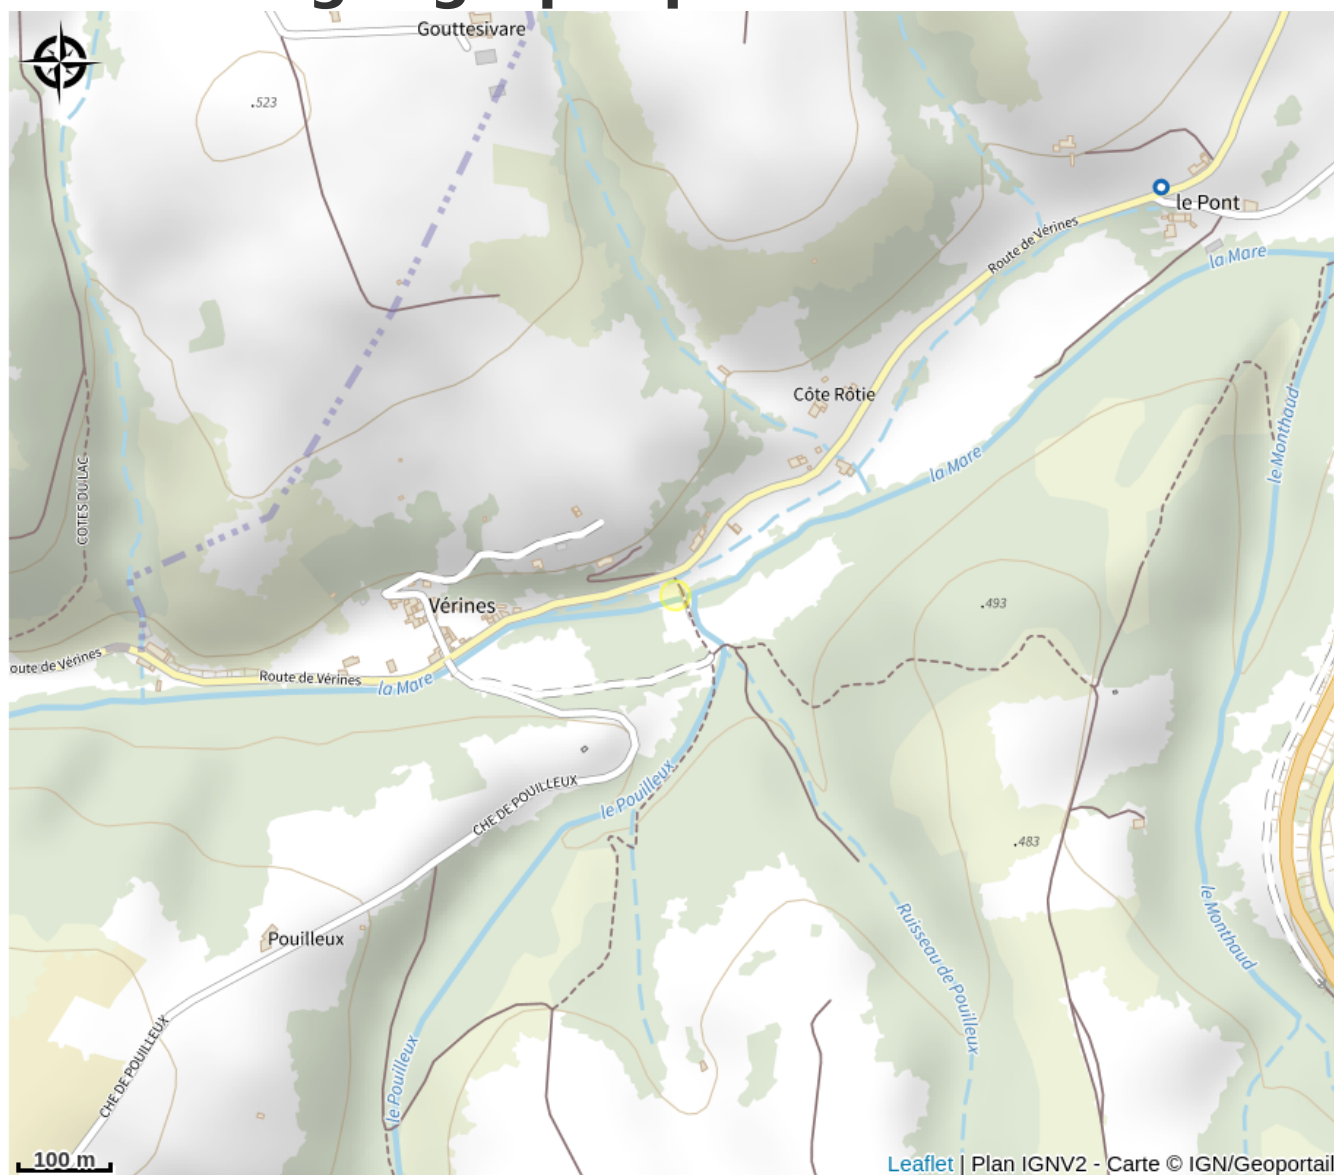 Gouttesivare
.523
le Pont
Route de Vérines
la Mare
Côte Rôtie
le Monthaud
la Mare
COTES DU LAC
.493
Vérines
oute de Vérines
Route de Vérines
la Mare
le Pouilleux
CHE DE POUILLEUX
.483
le Monthaud
Ruisseau de Pouilleux
Pouilleux
CHE DE POUILLEUX
le Pouilleux
100 m
Leaflet | Plan IGNV2 - Carte © IGN/Geoportail